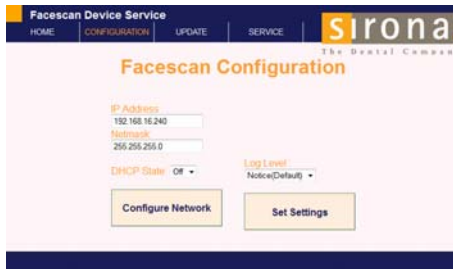 Facescan Device Service
HOME CONFIGURATION UPDATE SERVICE
sirona
The Dental Compan
Facescan Configuration
IP Address
192.168.16.240
Netmask
255.255.255.0
DHCP State Off
Log Level
Notice(Default)
Configure Network
Set Settings